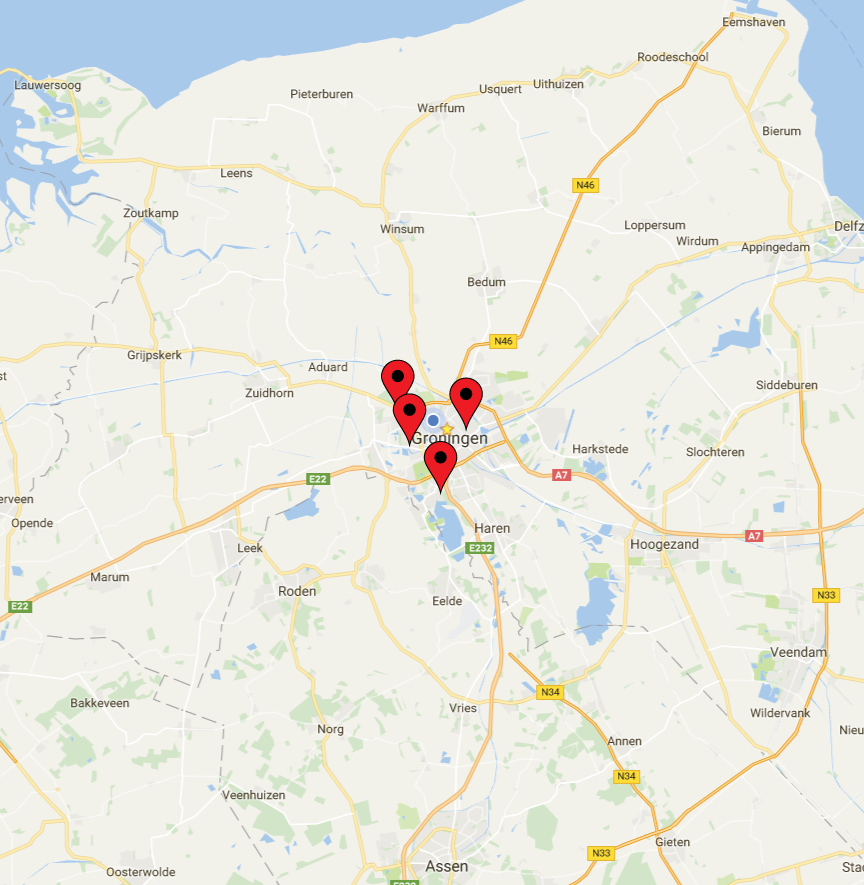 Eemshaven
Roodeschool
Lauwersoog
Uithuizen
Usquert
Pieterburen
Warffum
Bierum
Leens
N46
Zoutkamp
Loppersum
Delfz
Winsum
Wirdum
Appingedam
Bedum
N46
Grijpskerk
Aduard
st
Siddeburen
Zuidhorn
Groningen
Harkstede
Slochteren
A7
E22
erveen
Opende
Haren
A7
Hoogezand
Leek
E232
Marum
Roden
N33
Eelde
E22
Veendam
N34
Bakkeveen
Vries
Wildervank
Norg
Nieu
Annen
N34
Veenhuizen
Gieten
N33
Assen
Sta
Oosterwolde